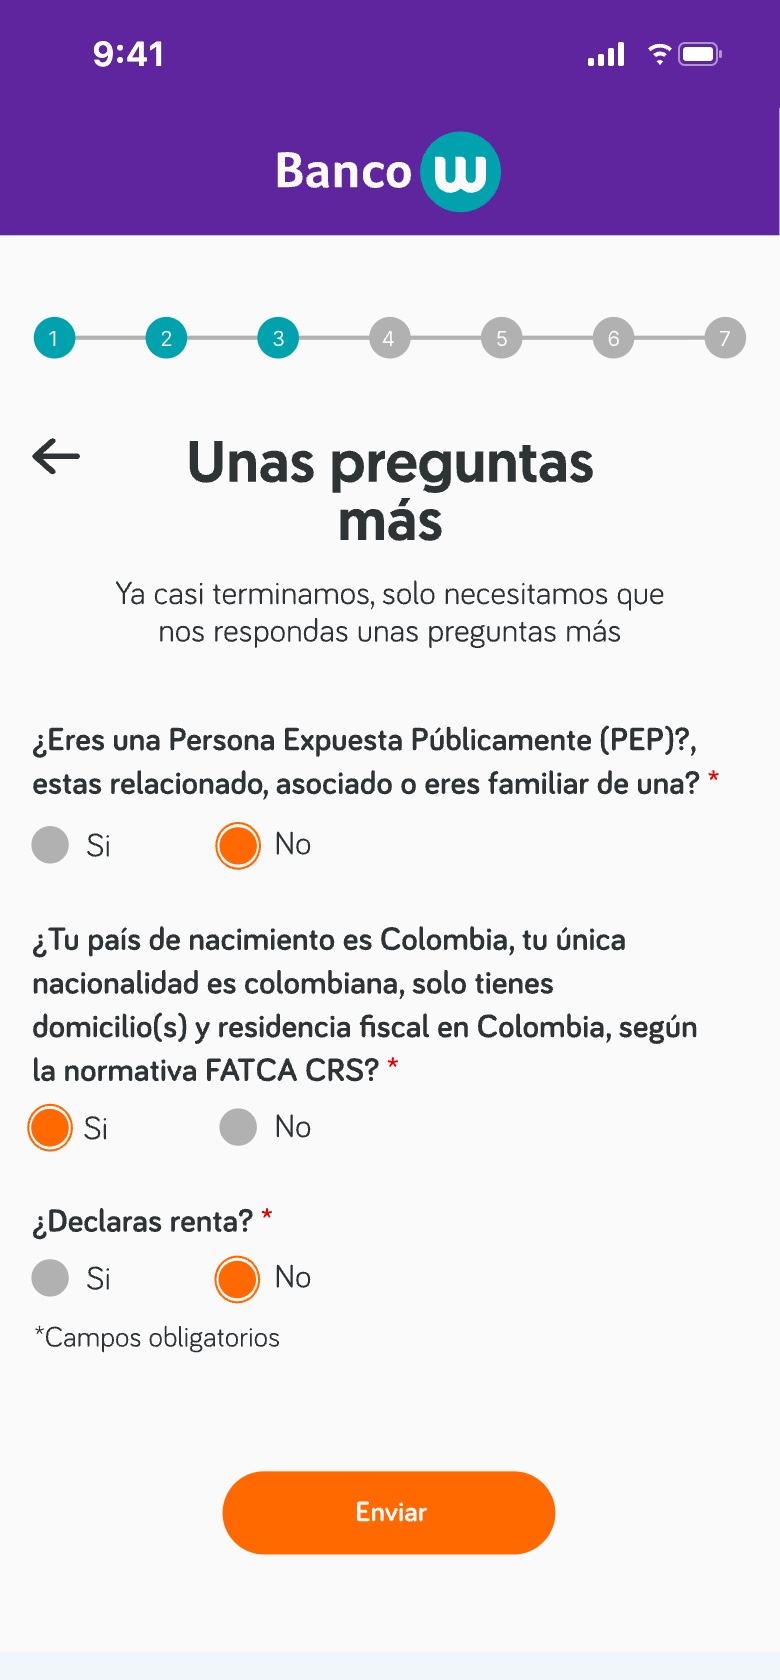 9:41
Banco W
1 2 3 4 5 6 7
Unas preguntas
más
Ya casi terminamos, solo necesitamos que
nos respondas unas preguntas más
¿Eres una Persona Expuesta Públicamente (PEP)?,
estas relacionado, asociado o eres familiar de una? *
Si No
¿Tu país de nacimiento es Colombia, tu única
nacionalidad es colombiana, solo tienes
domicilio(s) y residencia fiscal en Colombia, según
la normativa FATCA CRS? *
Si No
¿Declaras renta? *
Si No
*Campos obligatorios
Enviar